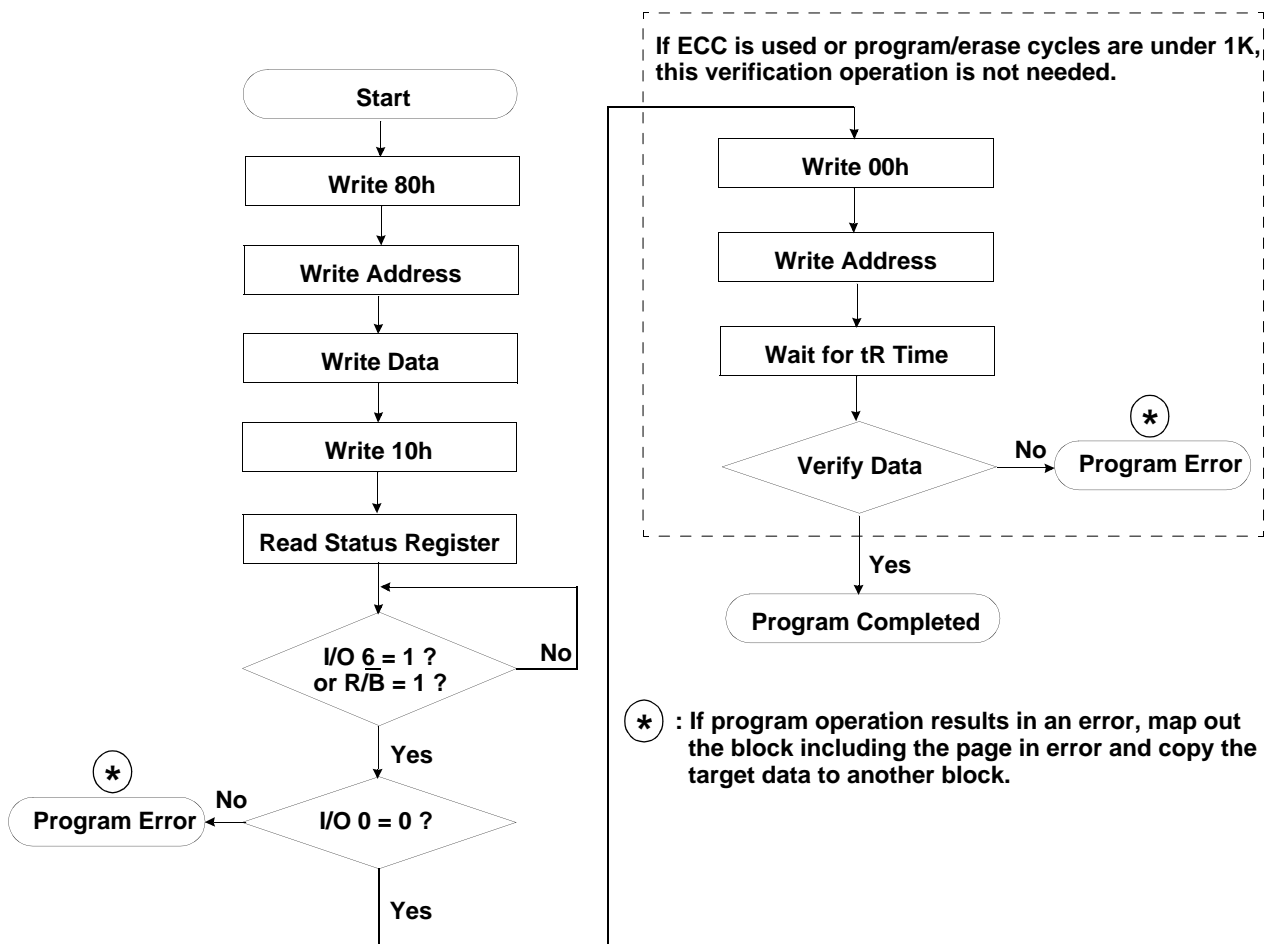 Start
Write 80h
Write Address
Write Data
Write 10h
Read Status Register
I/O 6 = 1 ?
or R/B̅ = 1 ?
No
Yes
*
Program Error
No
I/O 0 = 0 ?
Yes
If ECC is used or program/erase cycles are under 1K,
this verification operation is not needed.
Write 00h
Write Address
Wait for tR Time
Verify Data
No
*
Program Error
Yes
Program Completed
* : If program operation results in an error, map out
the block including the page in error and copy the
target data to another block.